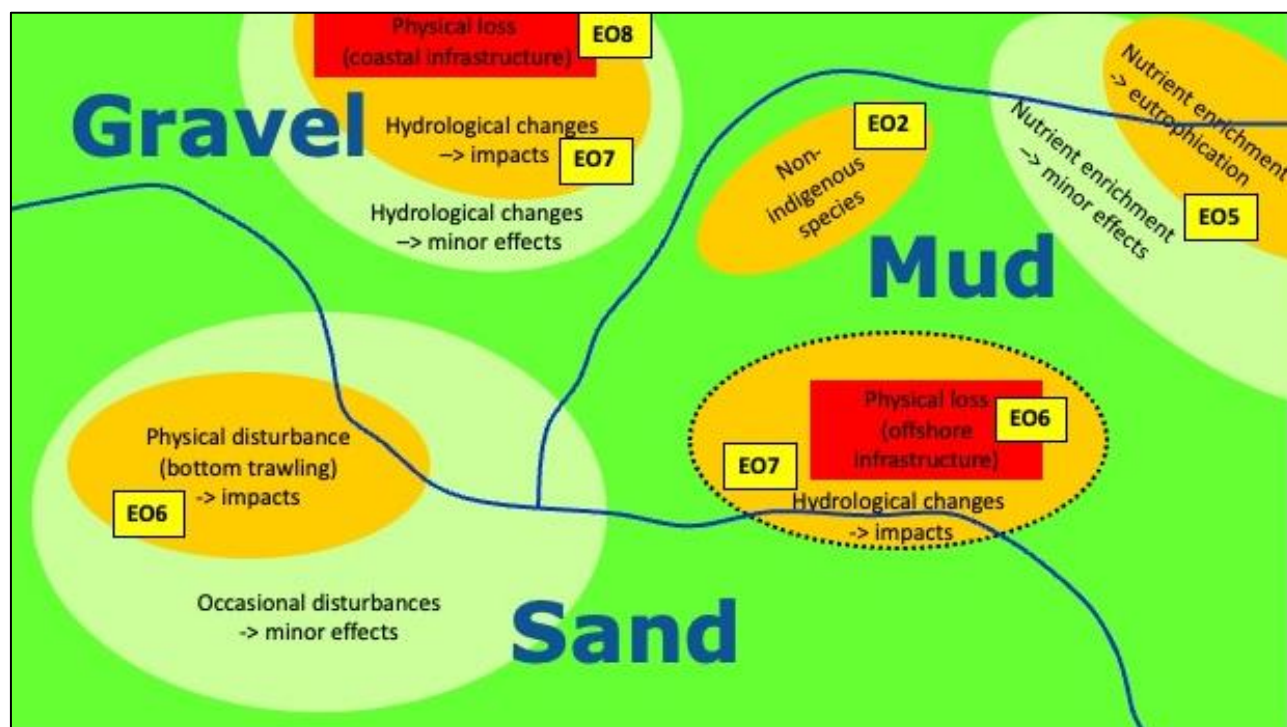 Physical loss
(coastal infrastructure)
EO8
Gravel
Hydrological changes
–> impacts
EO7
Hydrological changes
–> minor effects
EO2
Non-
indigenous
species
Nutrient enrichment
-> eutrophication
Nutrient enrichment
–> minor effects
EO5
Mud
Physical loss
(offshore
infrastructure)
EO6
EO7
Hydrological changes
-> impacts
Physical disturbance
(bottom trawling)
-> impacts
EO6
Occasional disturbances
-> minor effects
Sand